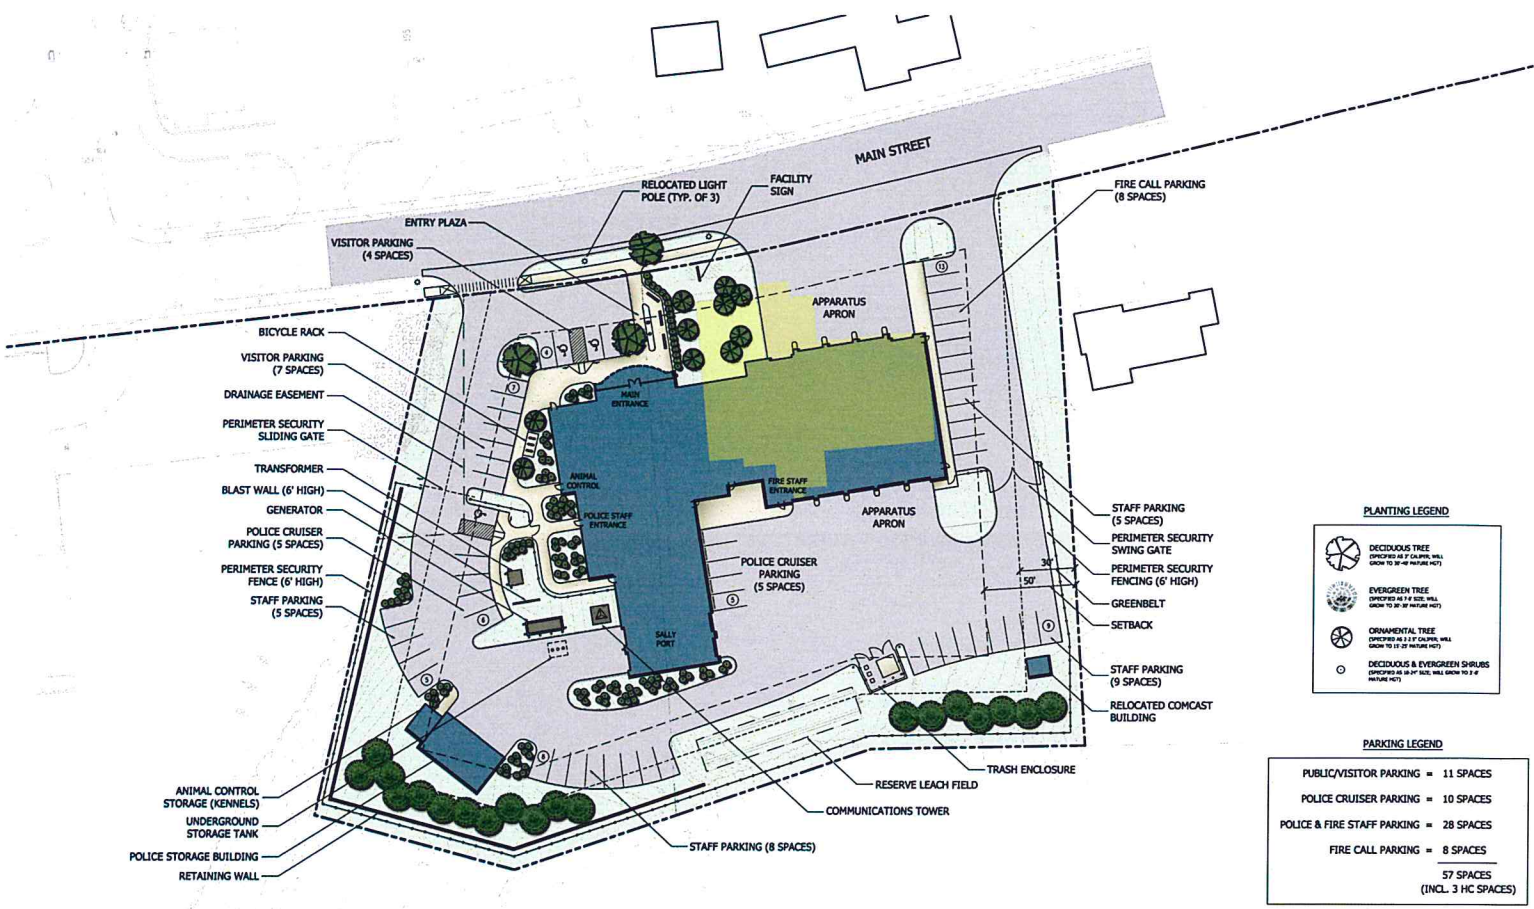 MAIN STREET
RELOCATED LIGHT
POLE (TYP. OF 3)
FACILITY
SIGN
FIRE CALL PARKING
(8 SPACES)
ENTRY PLAZA
VISITOR PARKING
(4 SPACES)
APPARATUS
APRON
BICYCLE RACK
VISITOR PARKING
(7 SPACES)
DRAINAGE EASEMENT
PERIMETER SECURITY
SLIDING GATE
TRANSFORMER
BLAST WALL (6' HIGH)
GENERATOR
POLICE CRUISER
PARKING (5 SPACES)
PERIMETER SECURITY
FENCE (6' HIGH)
STAFF PARKING
(5 SPACES)
MAIN
ENTRANCE
ANIMAL
CONTROL
POLICE STAFF
ENTRANCE
FIRE STAFF
ENTRANCE
APPARATUS
APRON
POLICE CRUISER
PARKING
(5 SPACES)
SALLY
PORT
13
4
7
6
5
5
8
9
30'
50'
STAFF PARKING
(5 SPACES)
PERIMETER SECURITY
SWING GATE
PERIMETER SECURITY
FENCING (6' HIGH)
GREENBELT
SETBACK
STAFF PARKING
(9 SPACES)
RELOCATED COMCAST
BUILDING
TRASH ENCLOSURE
RESERVE LEACH FIELD
COMMUNICATIONS TOWER
STAFF PARKING (8 SPACES)
ANIMAL CONTROL
STORAGE (KENNELS)
UNDERGROUND
STORAGE TANK
POLICE STORAGE BUILDING
RETAINING WALL
PLANTING LEGEND
DECIDUOUS TREE
EVERGREEN TREE
ORNAMENTAL TREE
DECIDUOUS & EVERGREEN SHRUBS
PARKING LEGEND
PUBLIC/VISITOR PARKING = 11 SPACES
POLICE CRUISER PARKING = 10 SPACES
POLICE & FIRE STAFF PARKING = 28 SPACES
FIRE CALL PARKING = 8 SPACES
57 SPACES
(INCL. 3 HC SPACES)